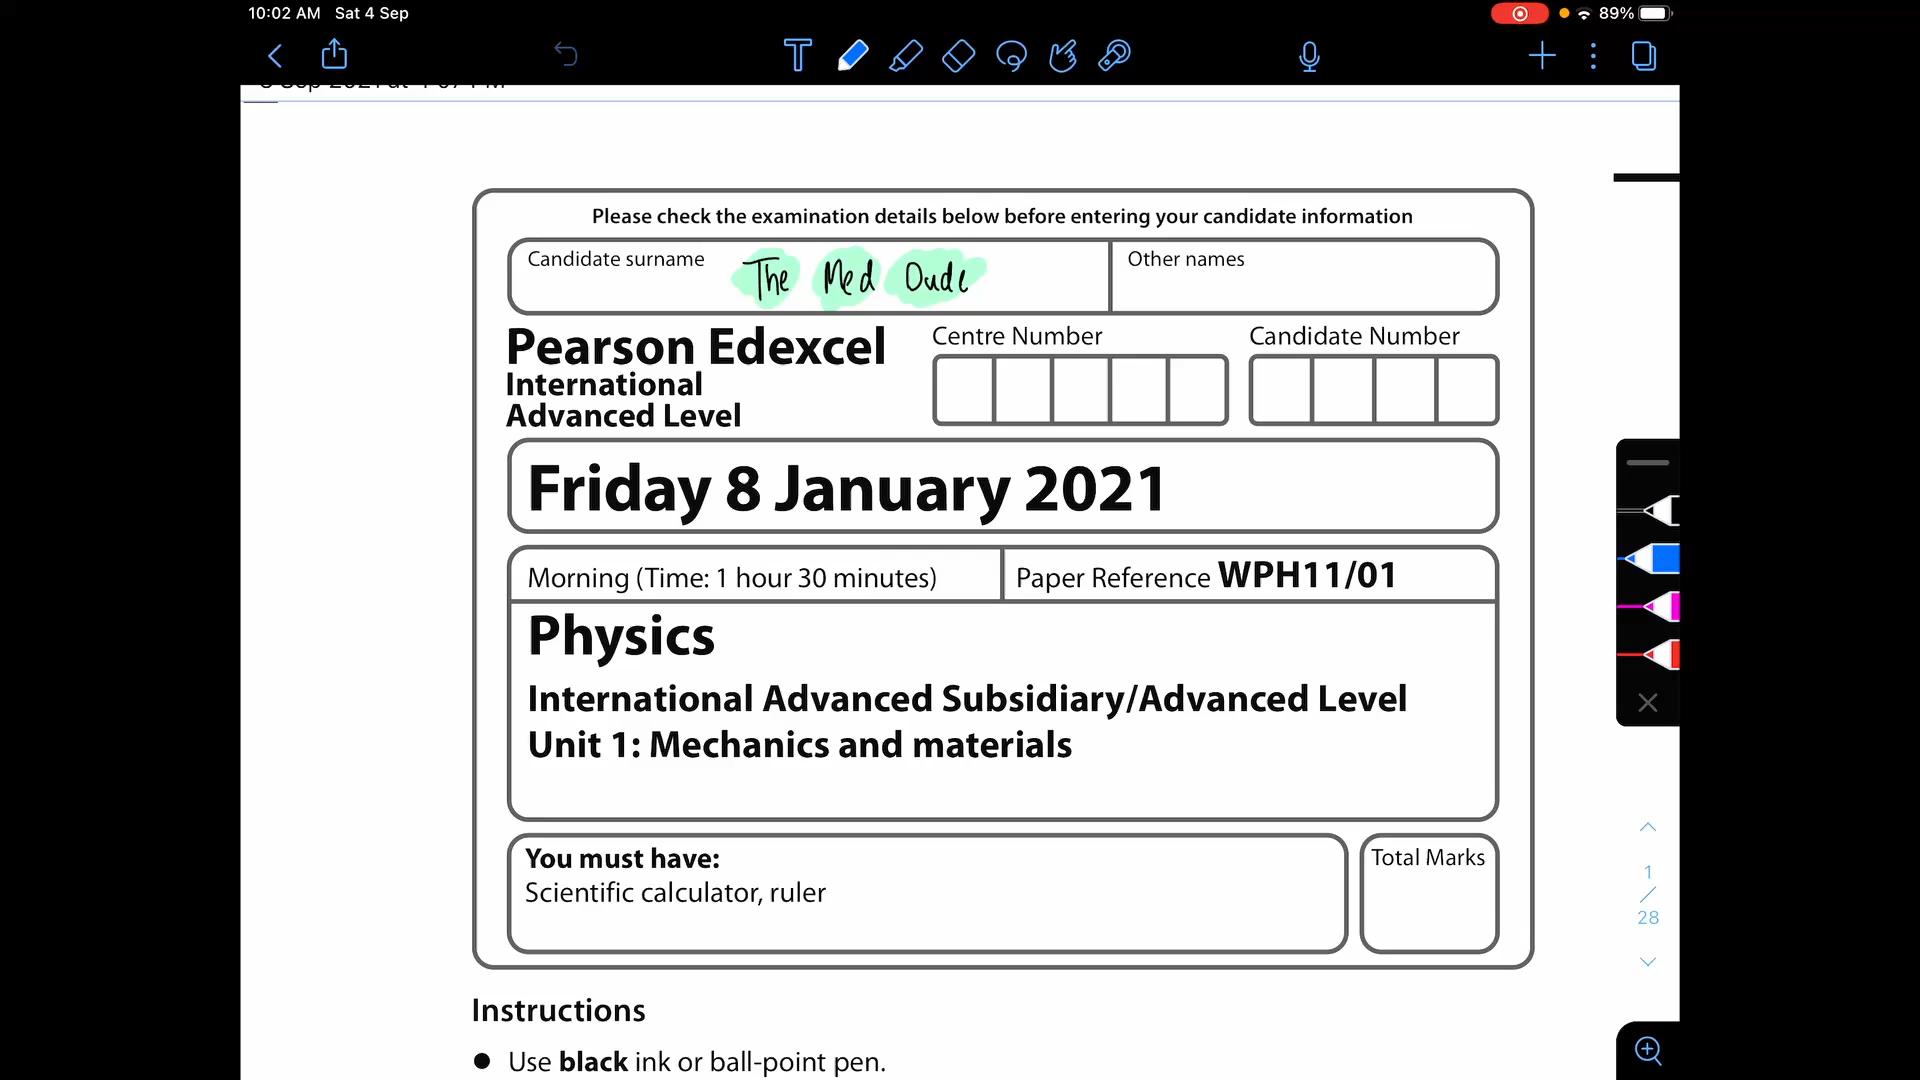 10:02 AM Sat 4 Sep
89%
Please check the examination details below before entering your candidate information
Candidate surname The Med Dude
Other names
Pearson Edexcel
International
Advanced Level
Centre Number
Candidate Number
Friday 8 January 2021
Morning (Time: 1 hour 30 minutes)
Paper Reference WPH11/01
Physics
International Advanced Subsidiary/Advanced Level
Unit 1: Mechanics and materials
You must have:
Scientific calculator, ruler
Total Marks
1
/
28
Instructions
● Use black ink or ball-point pen.